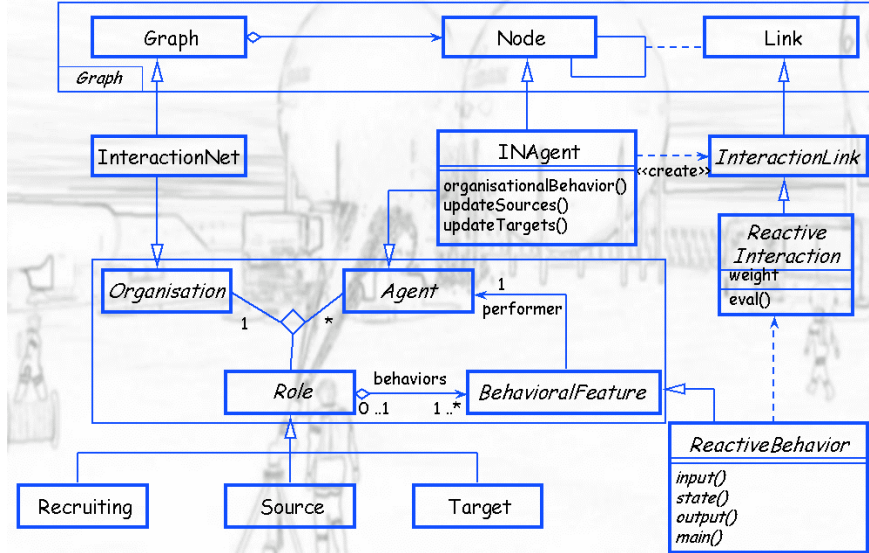 Graph
Node
Link
Graph
InteractionNet
INAgent
organisationalBehavior()
updateSources()
updateTargets()
«create»
InteractionLink
Reactive
Interaction
weight
eval()
Organisation
Agent
1
*
1
performer
Role
behaviors
0 ..1
1 ..*
BehavioralFeature
ReactiveBehavior
input()
state()
output()
main()
Recruiting
Source
Target